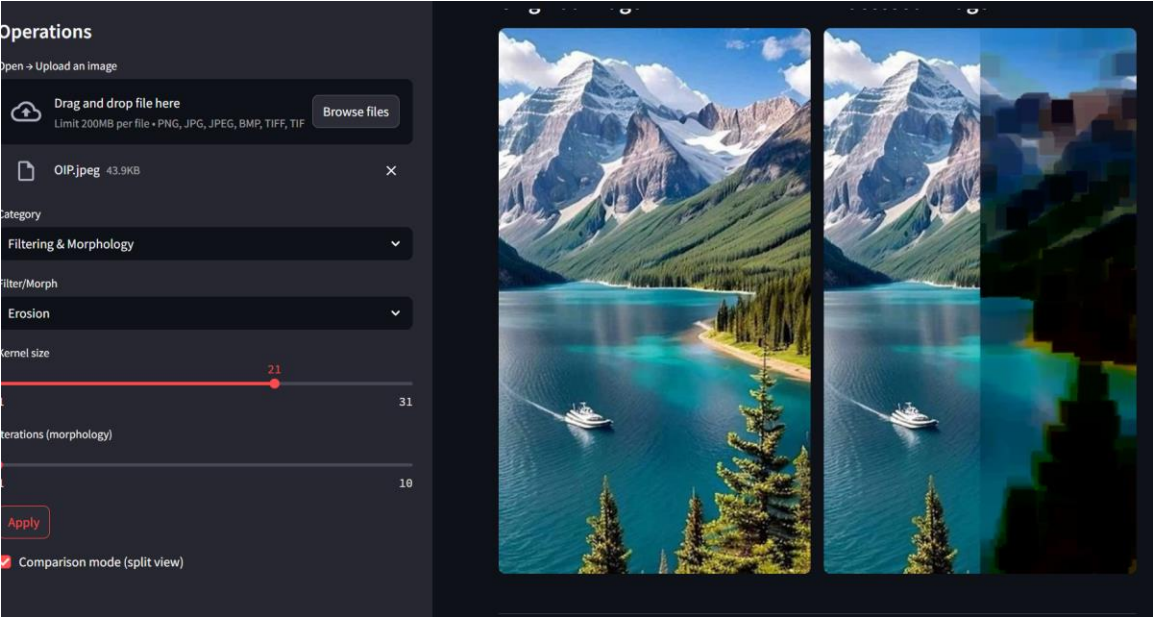 Operations
Open → Upload an image
Drag and drop file here
Limit 200MB per file • PNG, JPG, JPEG, BMP, TIFF, TIF
Browse files
OIP.jpeg 43.9KB
Category
Filtering & Morphology
Filter/Morph
Erosion
Kernel size
21
1 31
Iterations (morphology)
1 10
Apply
Comparison mode (split view)